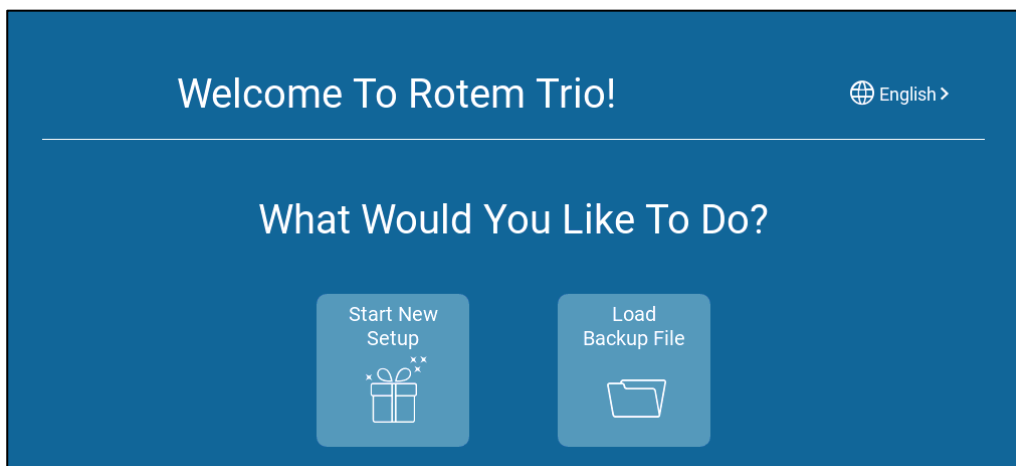 Welcome To Rotem Trio!
English
What Would You Like To Do?
Start New
Setup
Load
Backup File